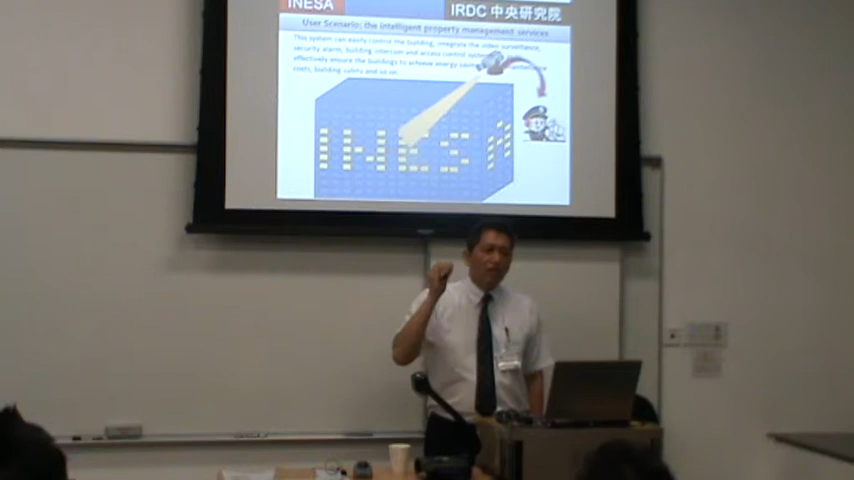 INESA
IRDC 中央研究院
User Scenario: the intelligent property management services
This system can easily control the building, integrate the video surveillance,
security alarm, building intercom and access control
effectively ensure the buildings to achieve energy
costs, building safety and so on.
INESA